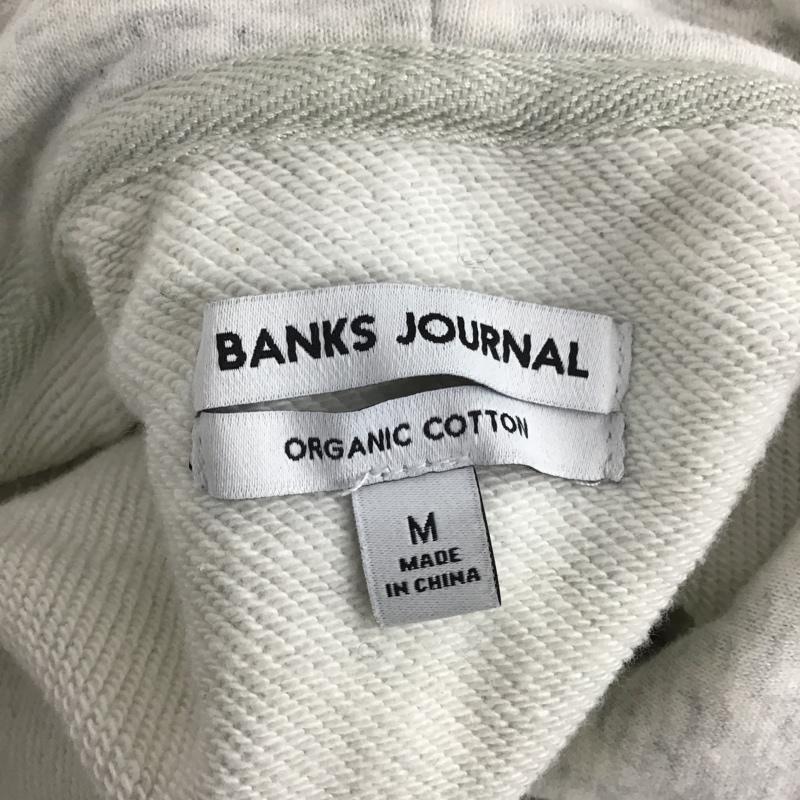 BANKS JOURNAL
ORGANIC COTTON
M
MADE
IN CHINA